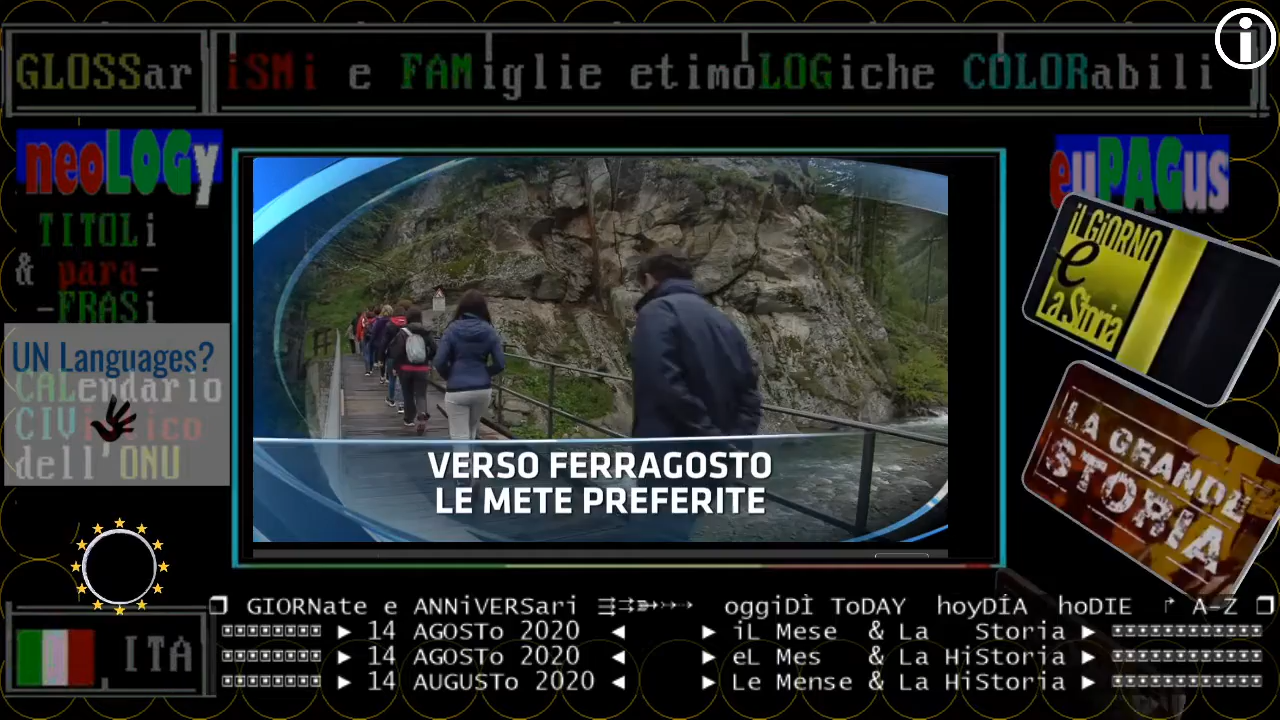 GLOSSar iSMi e FAMiglie etimoLOGiche COLORabili
neoLOGy
TITOLi
& para-
-FRASi
UN Languages?
CALendario
CIVi
dell'ONU
ITA
VERSO FERRAGOSTO
LE METE PREFERITE
euPAGus
iL GiORNO
e
La Storia
LA GRANDE
STORIA
GIORNate e ANNiVERSari oggiDÌ ToDAY hoyDÍA hoDIE A-Z
14 AGOSTo 2020 iL Mese & La Storia
14 AGOSTo 2020 eL Mes & La HiStoria
14 AUGUSTo 2020 Le Mense & La HiStoria